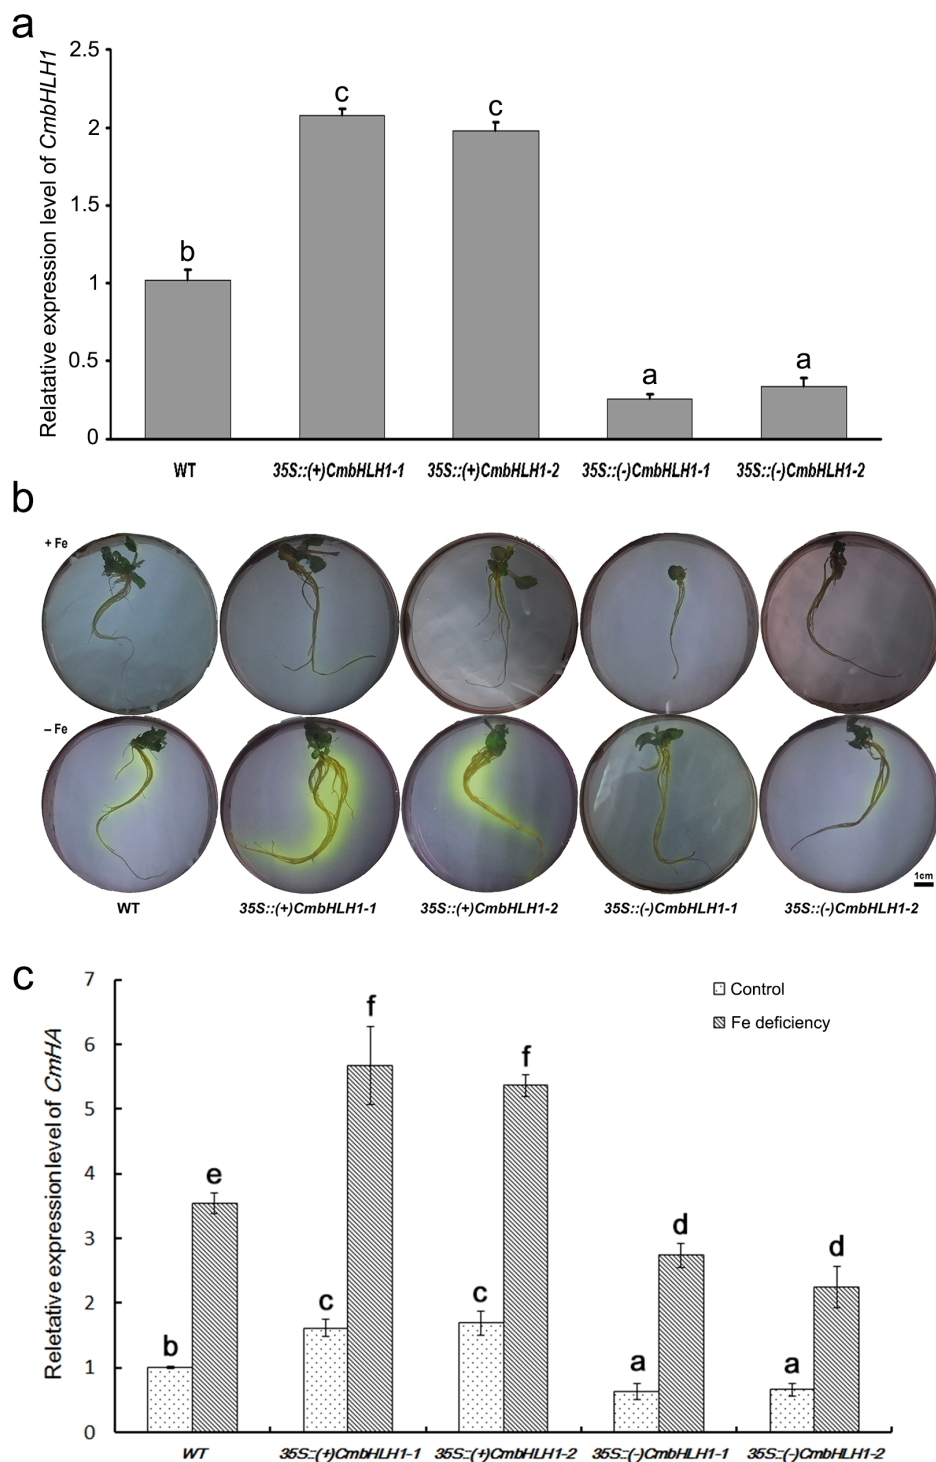 a
Relatative expression level of CmbHLH1
2.5
2
1.5
1
0.5
0
b
c
c
a
a
WT
35S::(+)CmbHLH1-1
35S::(+)CmbHLH1-2
35S::(-)CmbHLH1-1
35S::(-)CmbHLH1-2
b
+ Fe
– Fe
1cm
WT
35S::(+)CmbHLH1-1
35S::(+)CmbHLH1-2
35S::(-)CmbHLH1-1
35S::(-)CmbHLH1-2
c
Reletative expression level of CmHA
7
6
5
4
3
2
1
0
Control
Fe deficiency
b
e
c
f
c
f
a
d
a
d
WT
35S::(+)CmbHLH1-1
35S::(+)CmbHLH1-2
35S::(-)CmbHLH1-1
35S::(-)CmbHLH1-2